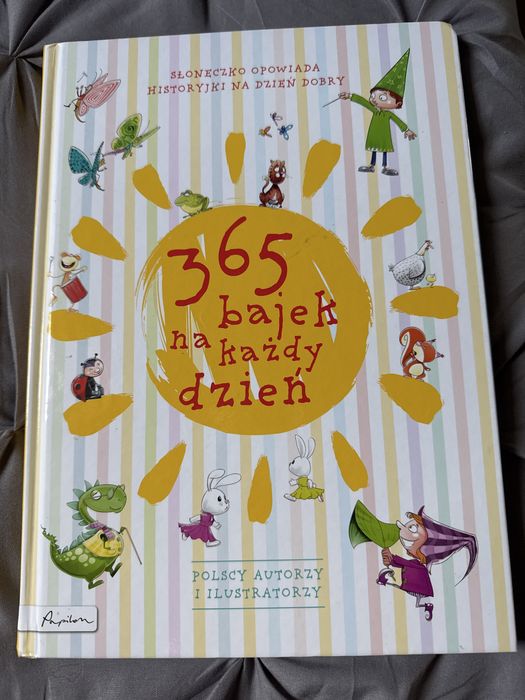 SŁONECZKO OPOWIADA
HISTORYJKI NA DZIEŃ DOBRY
365
bajek
na każdy
dzień
POLSCY AUTORZY
I ILUSTRATORZY
Papilon